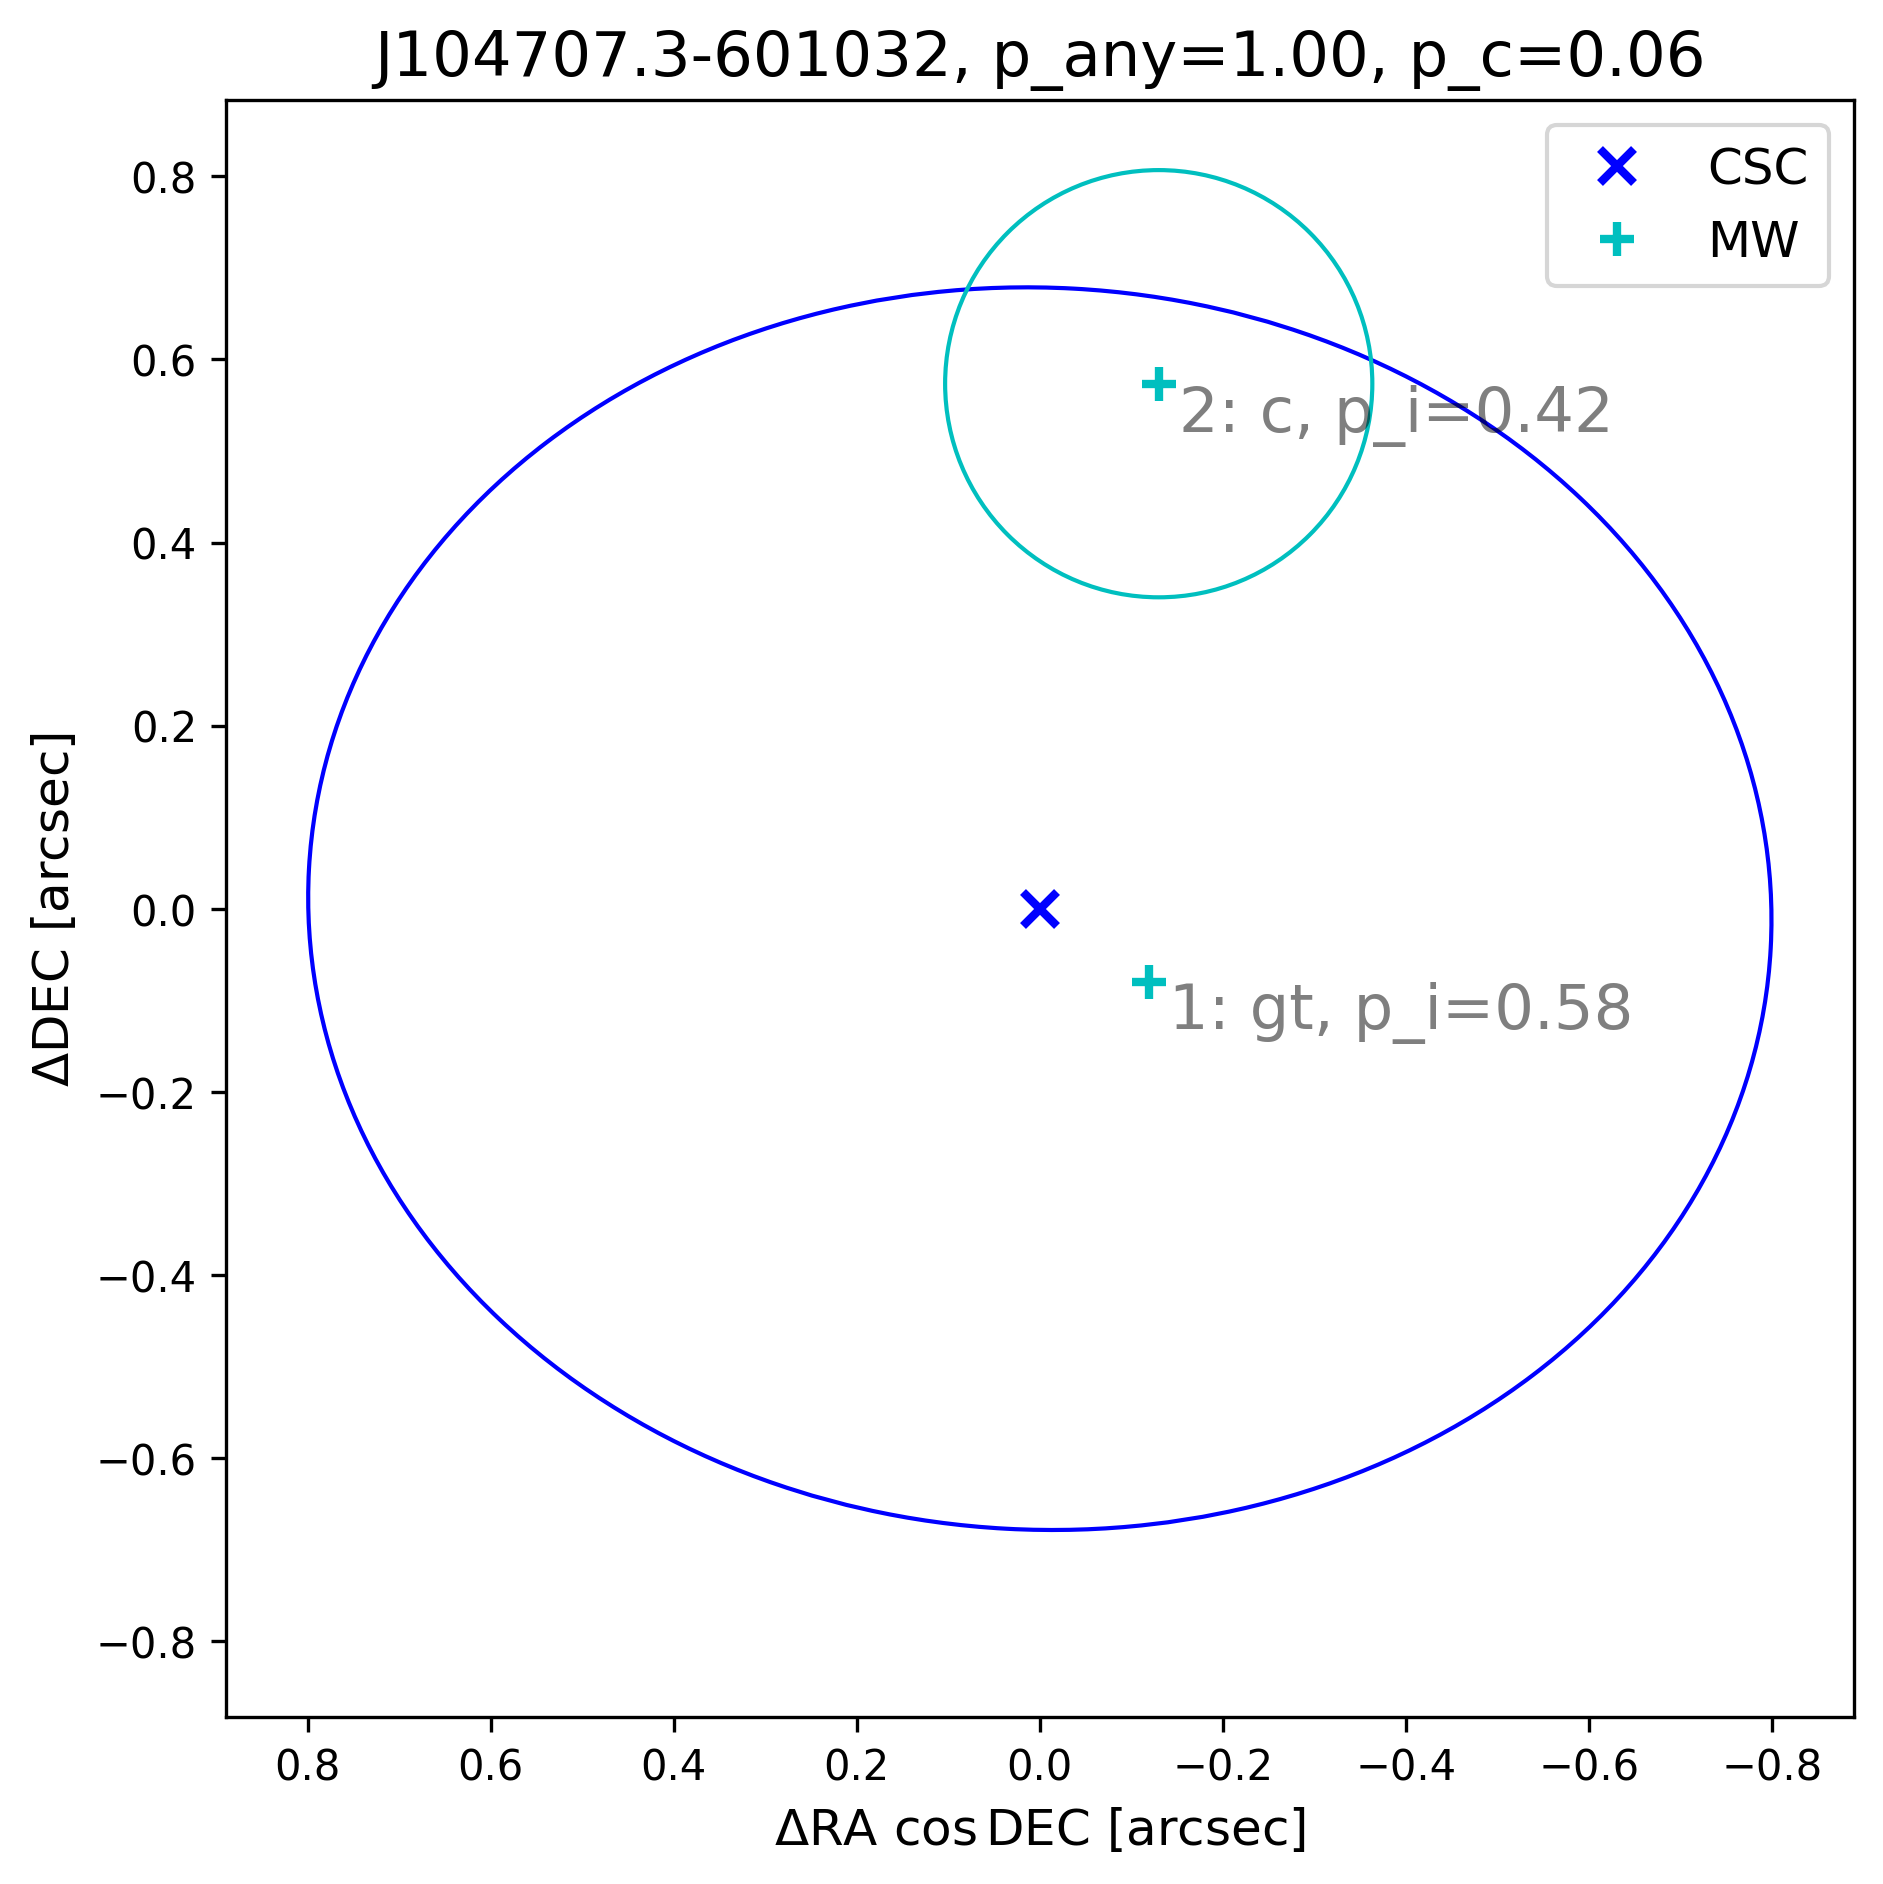 J104707.3-601032, p_any=1.00, p_c=0.06
CSC
MW
2: c, p_i=0.42
1: gt, p_i=0.58
ΔDEC [arcsec]
0.8
0.6
0.4
0.2
0.0
−0.2
−0.4
−0.6
−0.8
0.8 0.6 0.4 0.2 0.0 −0.2 −0.4 −0.6 −0.8
ΔRA cos DEC [arcsec]